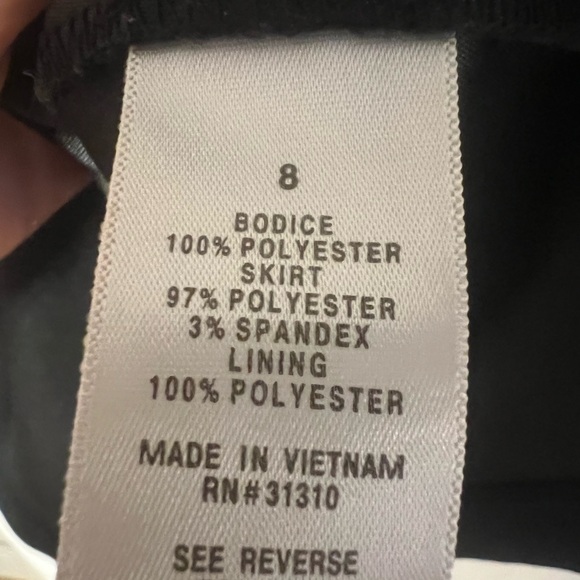 8
BODICE
100% POLYESTER
SKIRT
97% POLYESTER
3% SPANDEX
LINING
100% POLYESTER
MADE IN VIETNAM
RN#31310
SEE REVERSE